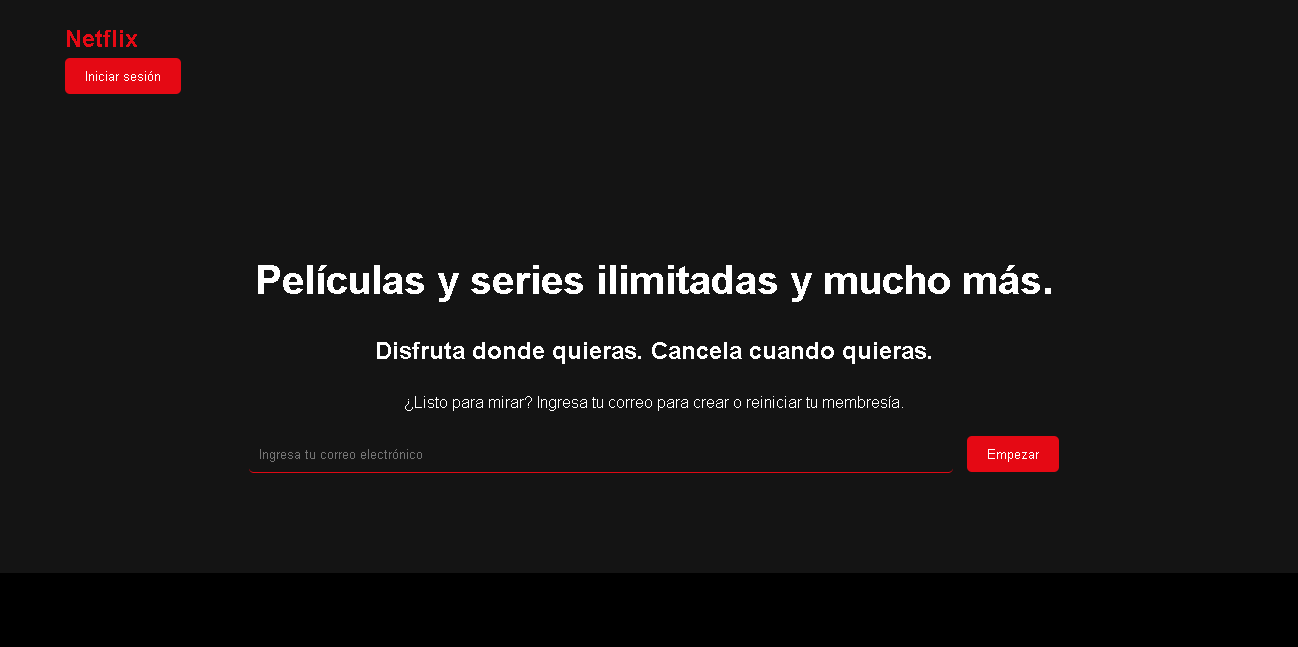 Netflix
Iniciar sesión
Películas y series ilimitadas y mucho más.
Disfruta donde quieras. Cancela cuando quieras.
¿Listo para mirar? Ingresa tu correo para crear o reiniciar tu membresía.
Ingresa tu correo electrónico
Empezar